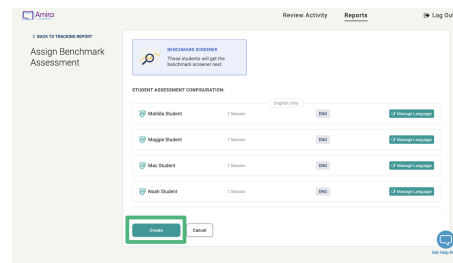 Amira
Review Activity
Reports
Log Out
< BACK TO TRACKING REPORT
Assign Benchmark
Assessment
BENCHMARK SCREENER
These students will get the
benchmark screener next
STUDENT ASSESSMENT CONFIGURATION:
English Only
Matilda Student 1 Session ENG Manage Language
Maggie Student 1 Session ENG Manage Language
Mac Student 1 Session ENG Manage Language
Noah Student 1 Session ENG Manage Language
Create
Cancel
Get Help